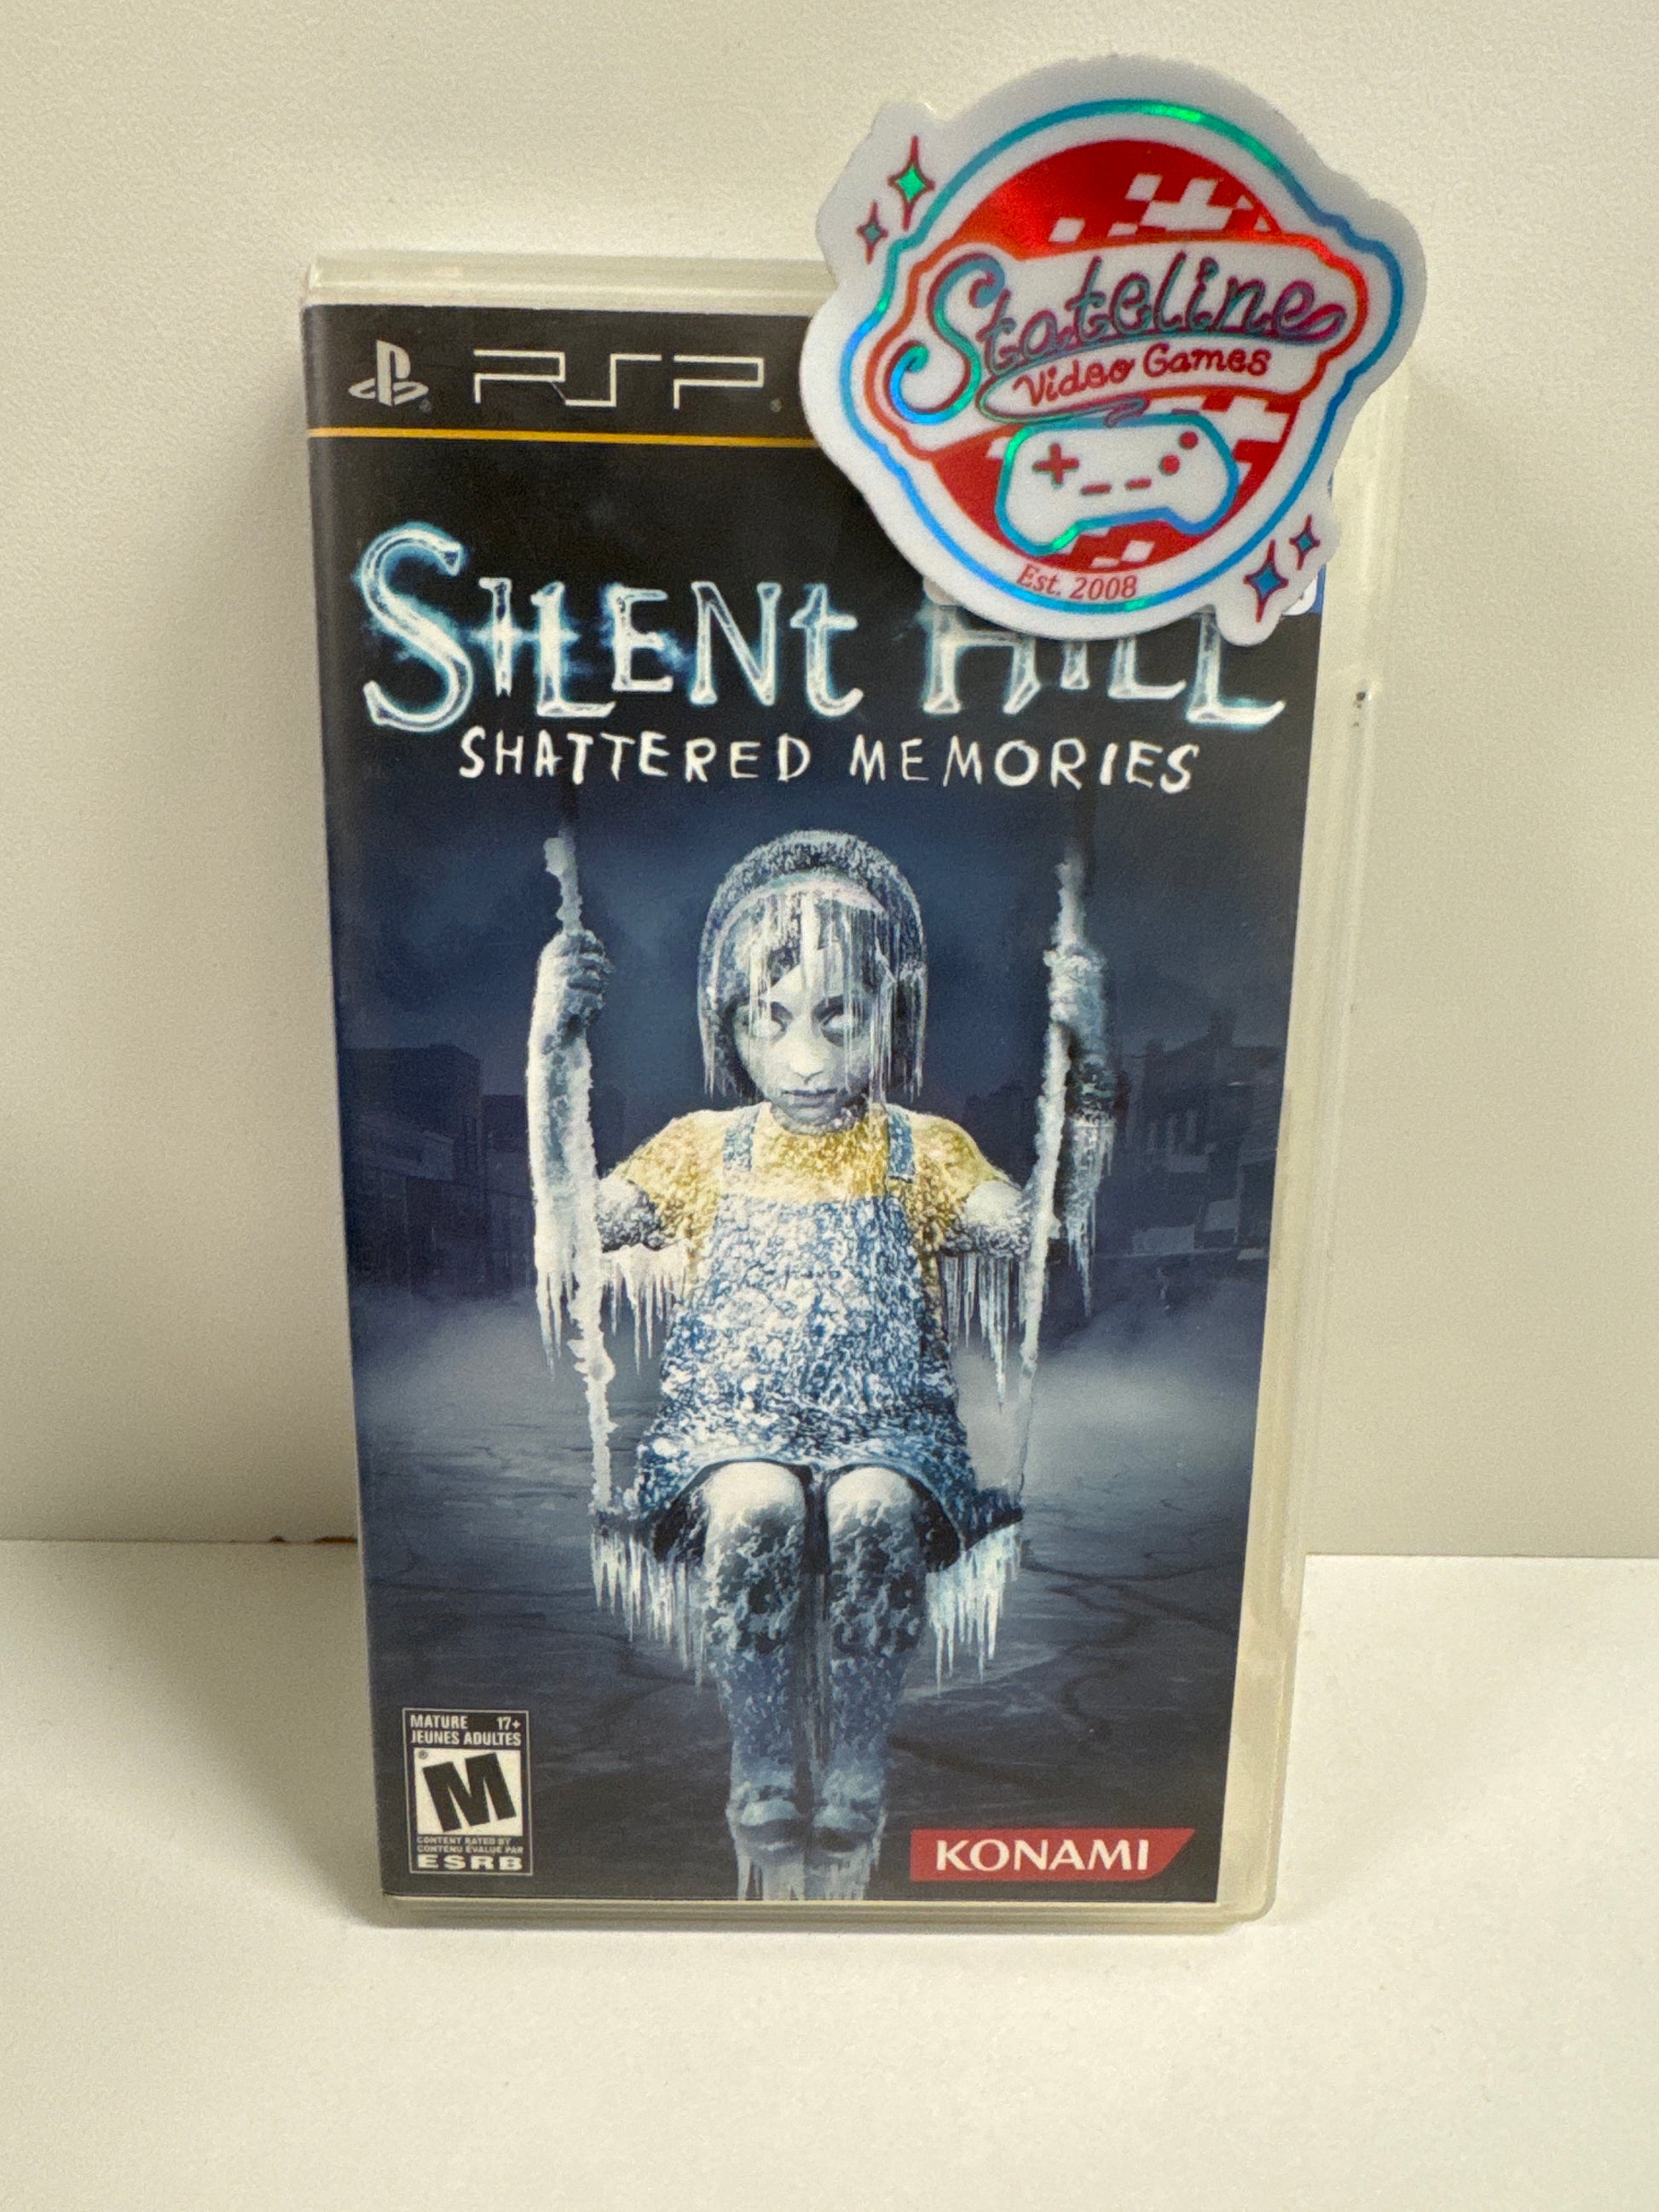 PSP
Stateline
Video Games
Est. 2008
SILENt HILL
SHATTERED MEMORIES
MATURE 17+
JEUNES ADULTES
M
CONTENT RATED BY
CONTENU ÉVALUÉ PAR
ESRB
KONAMI